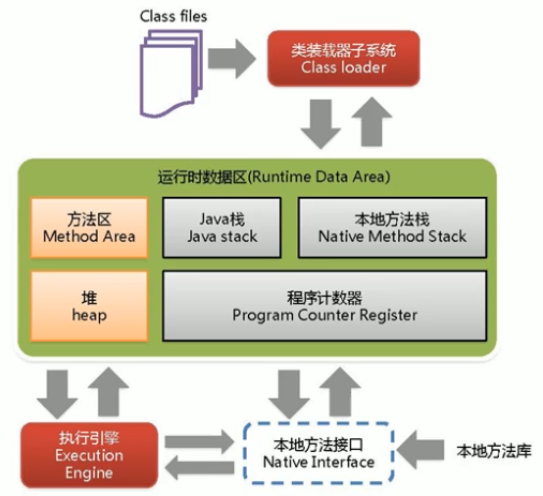 Class files
类装载器子系统
Class loader
运行时数据区(Runtime Data Area)
方法区
Method Area
Java栈
Java stack
本地方法栈
Native Method Stack
堆
heap
程序计数器
Program Counter Register
执行引擎
Execution
Engine
本地方法接口
Native Interface
本地方法库